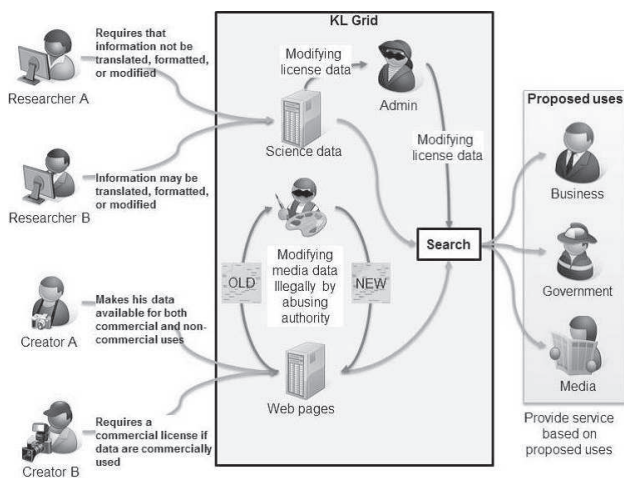 KL Grid
Requires that
information not be
translated, formatted,
or modified
Researcher A
Information may be
translated, formatted,
or modified
Researcher B
Makes his data
available for both
commercial and non-
commercial uses
Creator A
Requires a
commercial license if
data are commercially
used
Creator B
Modifying
license data
Admin
Science data
Modifying
license data
OLD
Modifying
media data
Illegally by
abusing
authority
NEW
Web pages
Search
Proposed uses
Business
Government
Media
Provide service
based on
proposed uses